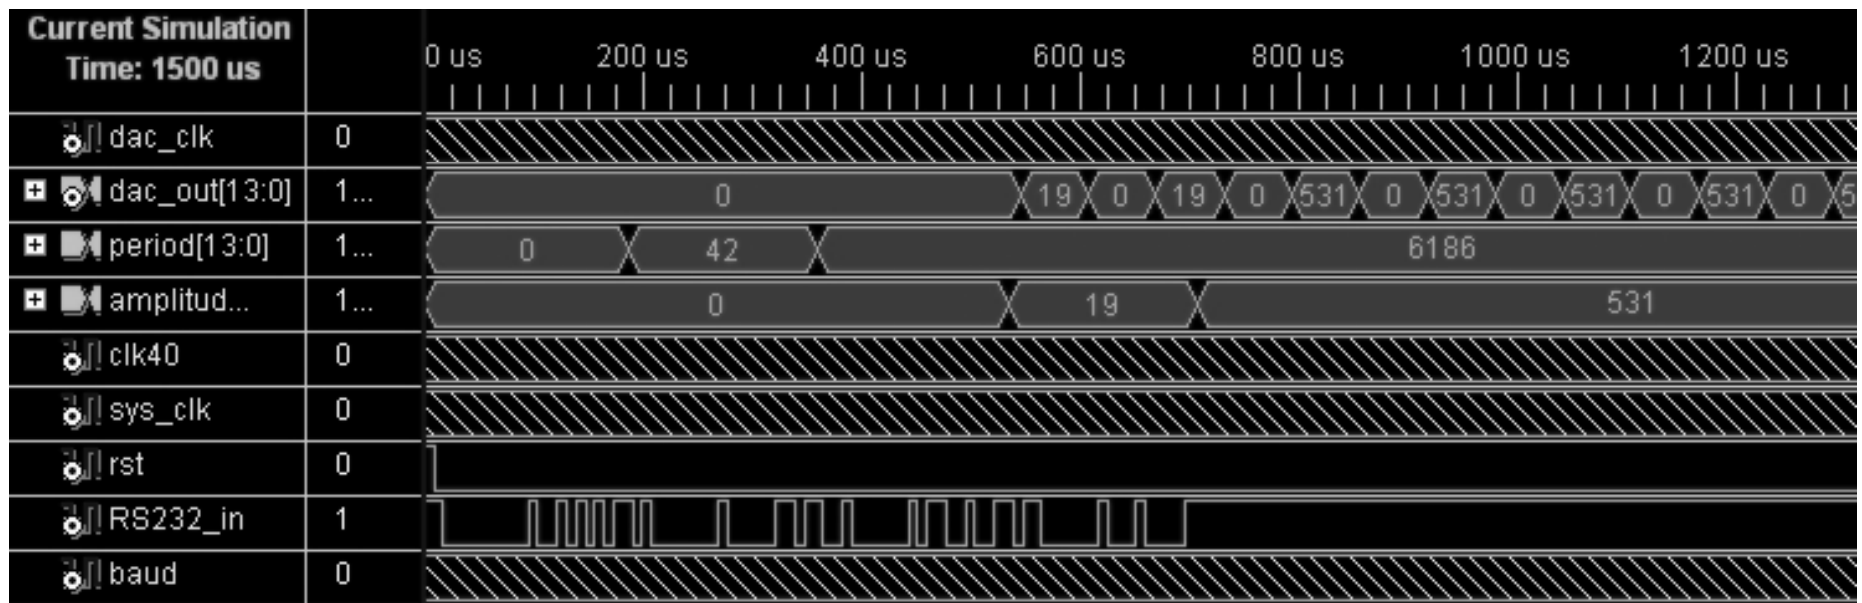 Current Simulation
Time: 1500 us
0 us 200 us 400 us 600 us 800 us 1000 us 1200 us
dac_clk 0
dac_out[13:0] 1... 0 19 0 19 0 531 0 531 0 531 0 531 0 5
period[13:0] 1... 0 42 6186
amplitud... 1... 0 19 531
clk40 0
sys_clk 0
rst 0
RS232_in 1
baud 0